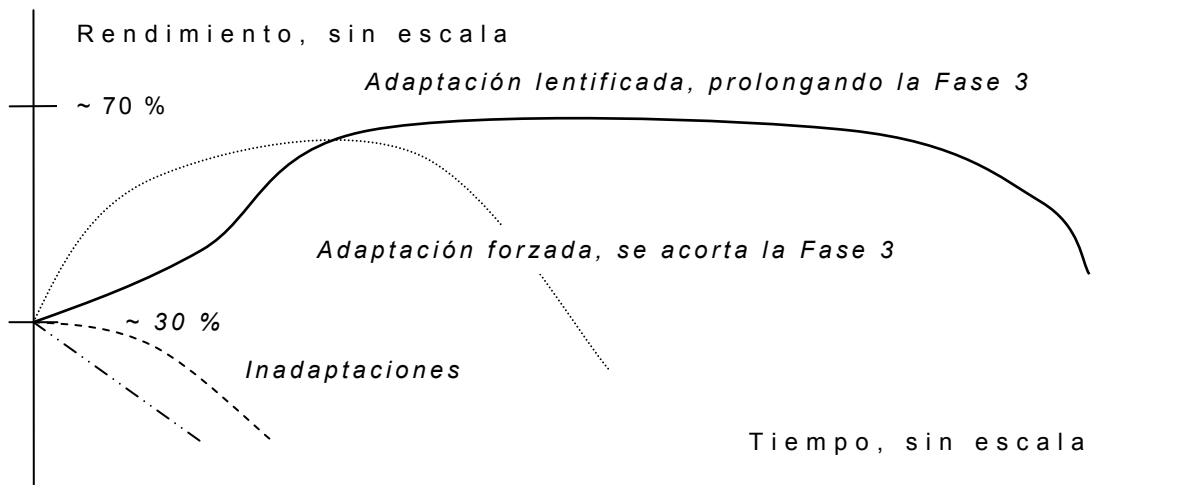 Rendimiento, sin escala
Adaptación lentificada, prolongando la Fase 3
~ 70 %
Adaptación forzada, se acorta la Fase 3
~ 30 %
Inadaptaciones
Tiempo, sin escala